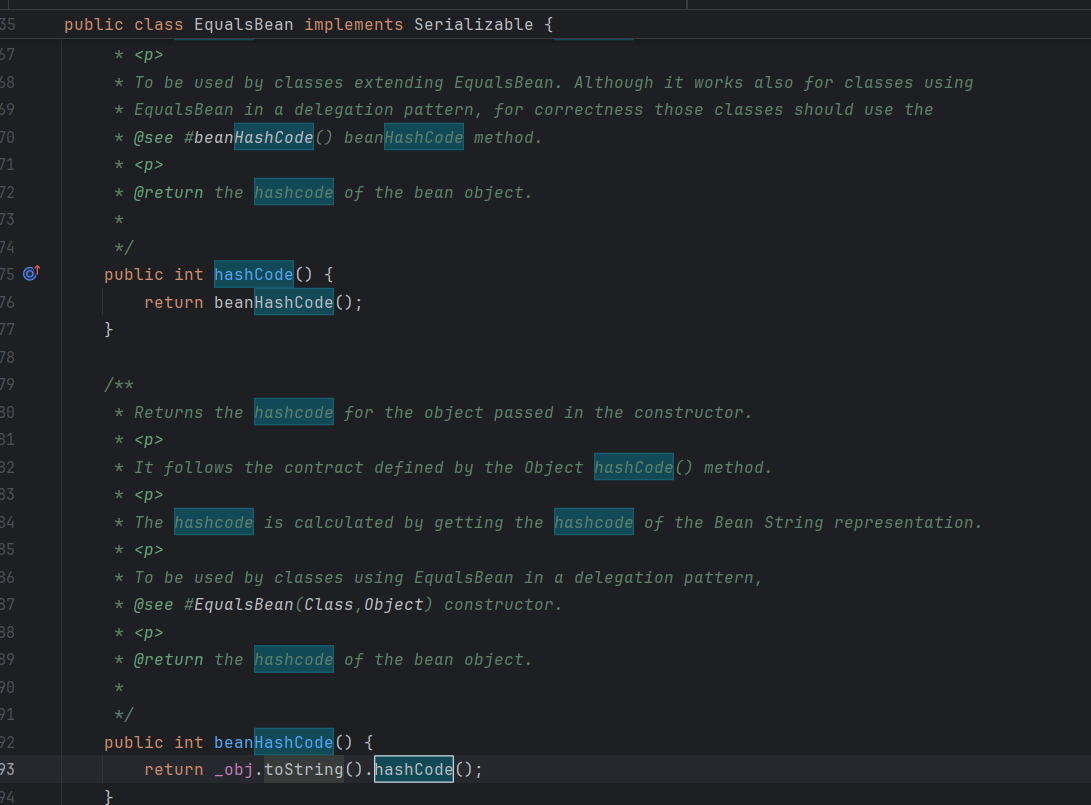 35 public class EqualsBean implements Serializable {
67 * <p>
68 * To be used by classes extending EqualsBean. Although it works also for classes using
69 * EqualsBean in a delegation pattern, for correctness those classes should use the
70 * @see #beanHashCode() beanHashCode method.
71 * <p>
72 * @return the hashcode of the bean object.
73 *
74 */
75 public int hashCode() {
76 return beanHashCode();
77 }
78
79 /**
80 * Returns the hashcode for the object passed in the constructor.
81 * <p>
82 * It follows the contract defined by the Object hashCode() method.
83 * <p>
84 * The hashcode is calculated by getting the hashcode of the Bean String representation.
85 * <p>
86 * To be used by classes using EqualsBean in a delegation pattern,
87 * @see #EqualsBean(Class,Object) constructor.
88 * <p>
89 * @return the hashcode of the bean object.
90 *
91 */
92 public int beanHashCode() {
93 return _obj.toString().hashCode();
94 }